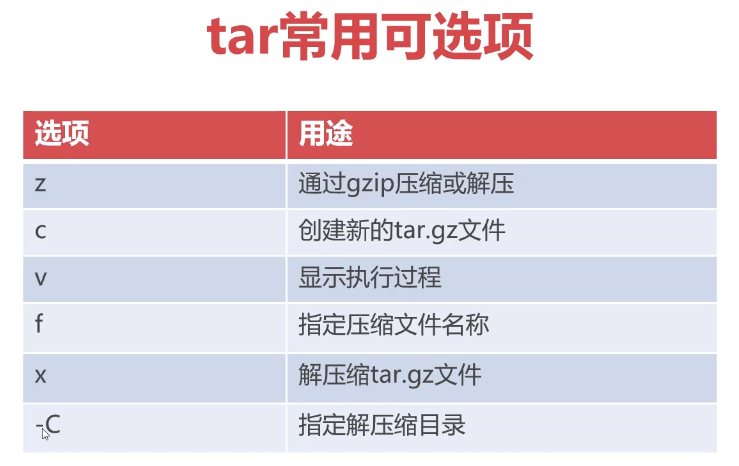 tar常用可选项
选项 用途
z 通过gzip压缩或解压
c 创建新的tar.gz文件
v 显示执行过程
f 指定压缩文件名称
x 解压缩tar.gz文件
-C 指定解压缩目录